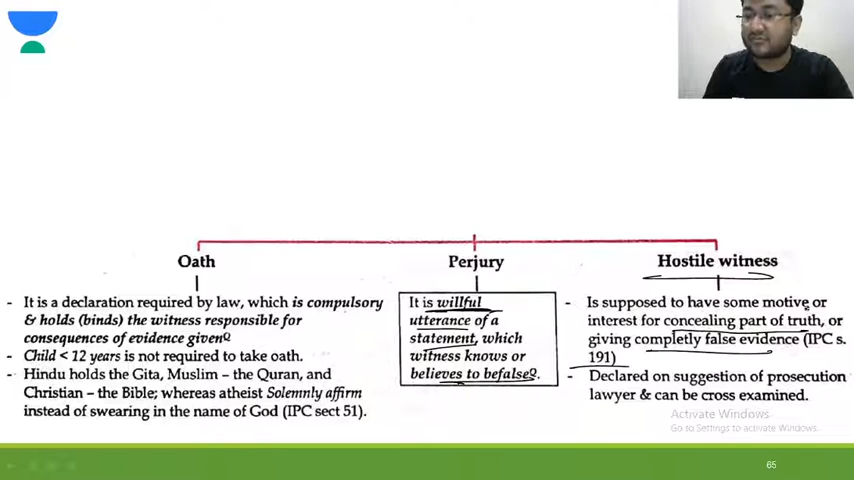 Oath
- It is a declaration required by law, which is compulsory
& holds (binds) the witness responsible for
consequences of evidence givenQ
- Child < 12 years is not required to take oath.
- Hindu holds the Gita, Muslim – the Quran, and
Christian – the Bible; whereas atheist Solemnly affirm
instead of swearing in the name of God (IPC sect 51).
Perjury
It is willful
utterance of a
statement, which
witness knows or
believes to befalseQ.
Hostile witness
- Is supposed to have some motive or
interest for concealing part of truth, or
giving completly false evidence (IPC s.
191)
- Declared on suggestion of prosecution
lawyer & can be cross examined.
Activate Windows
Go to Settings to activate Windows.
65